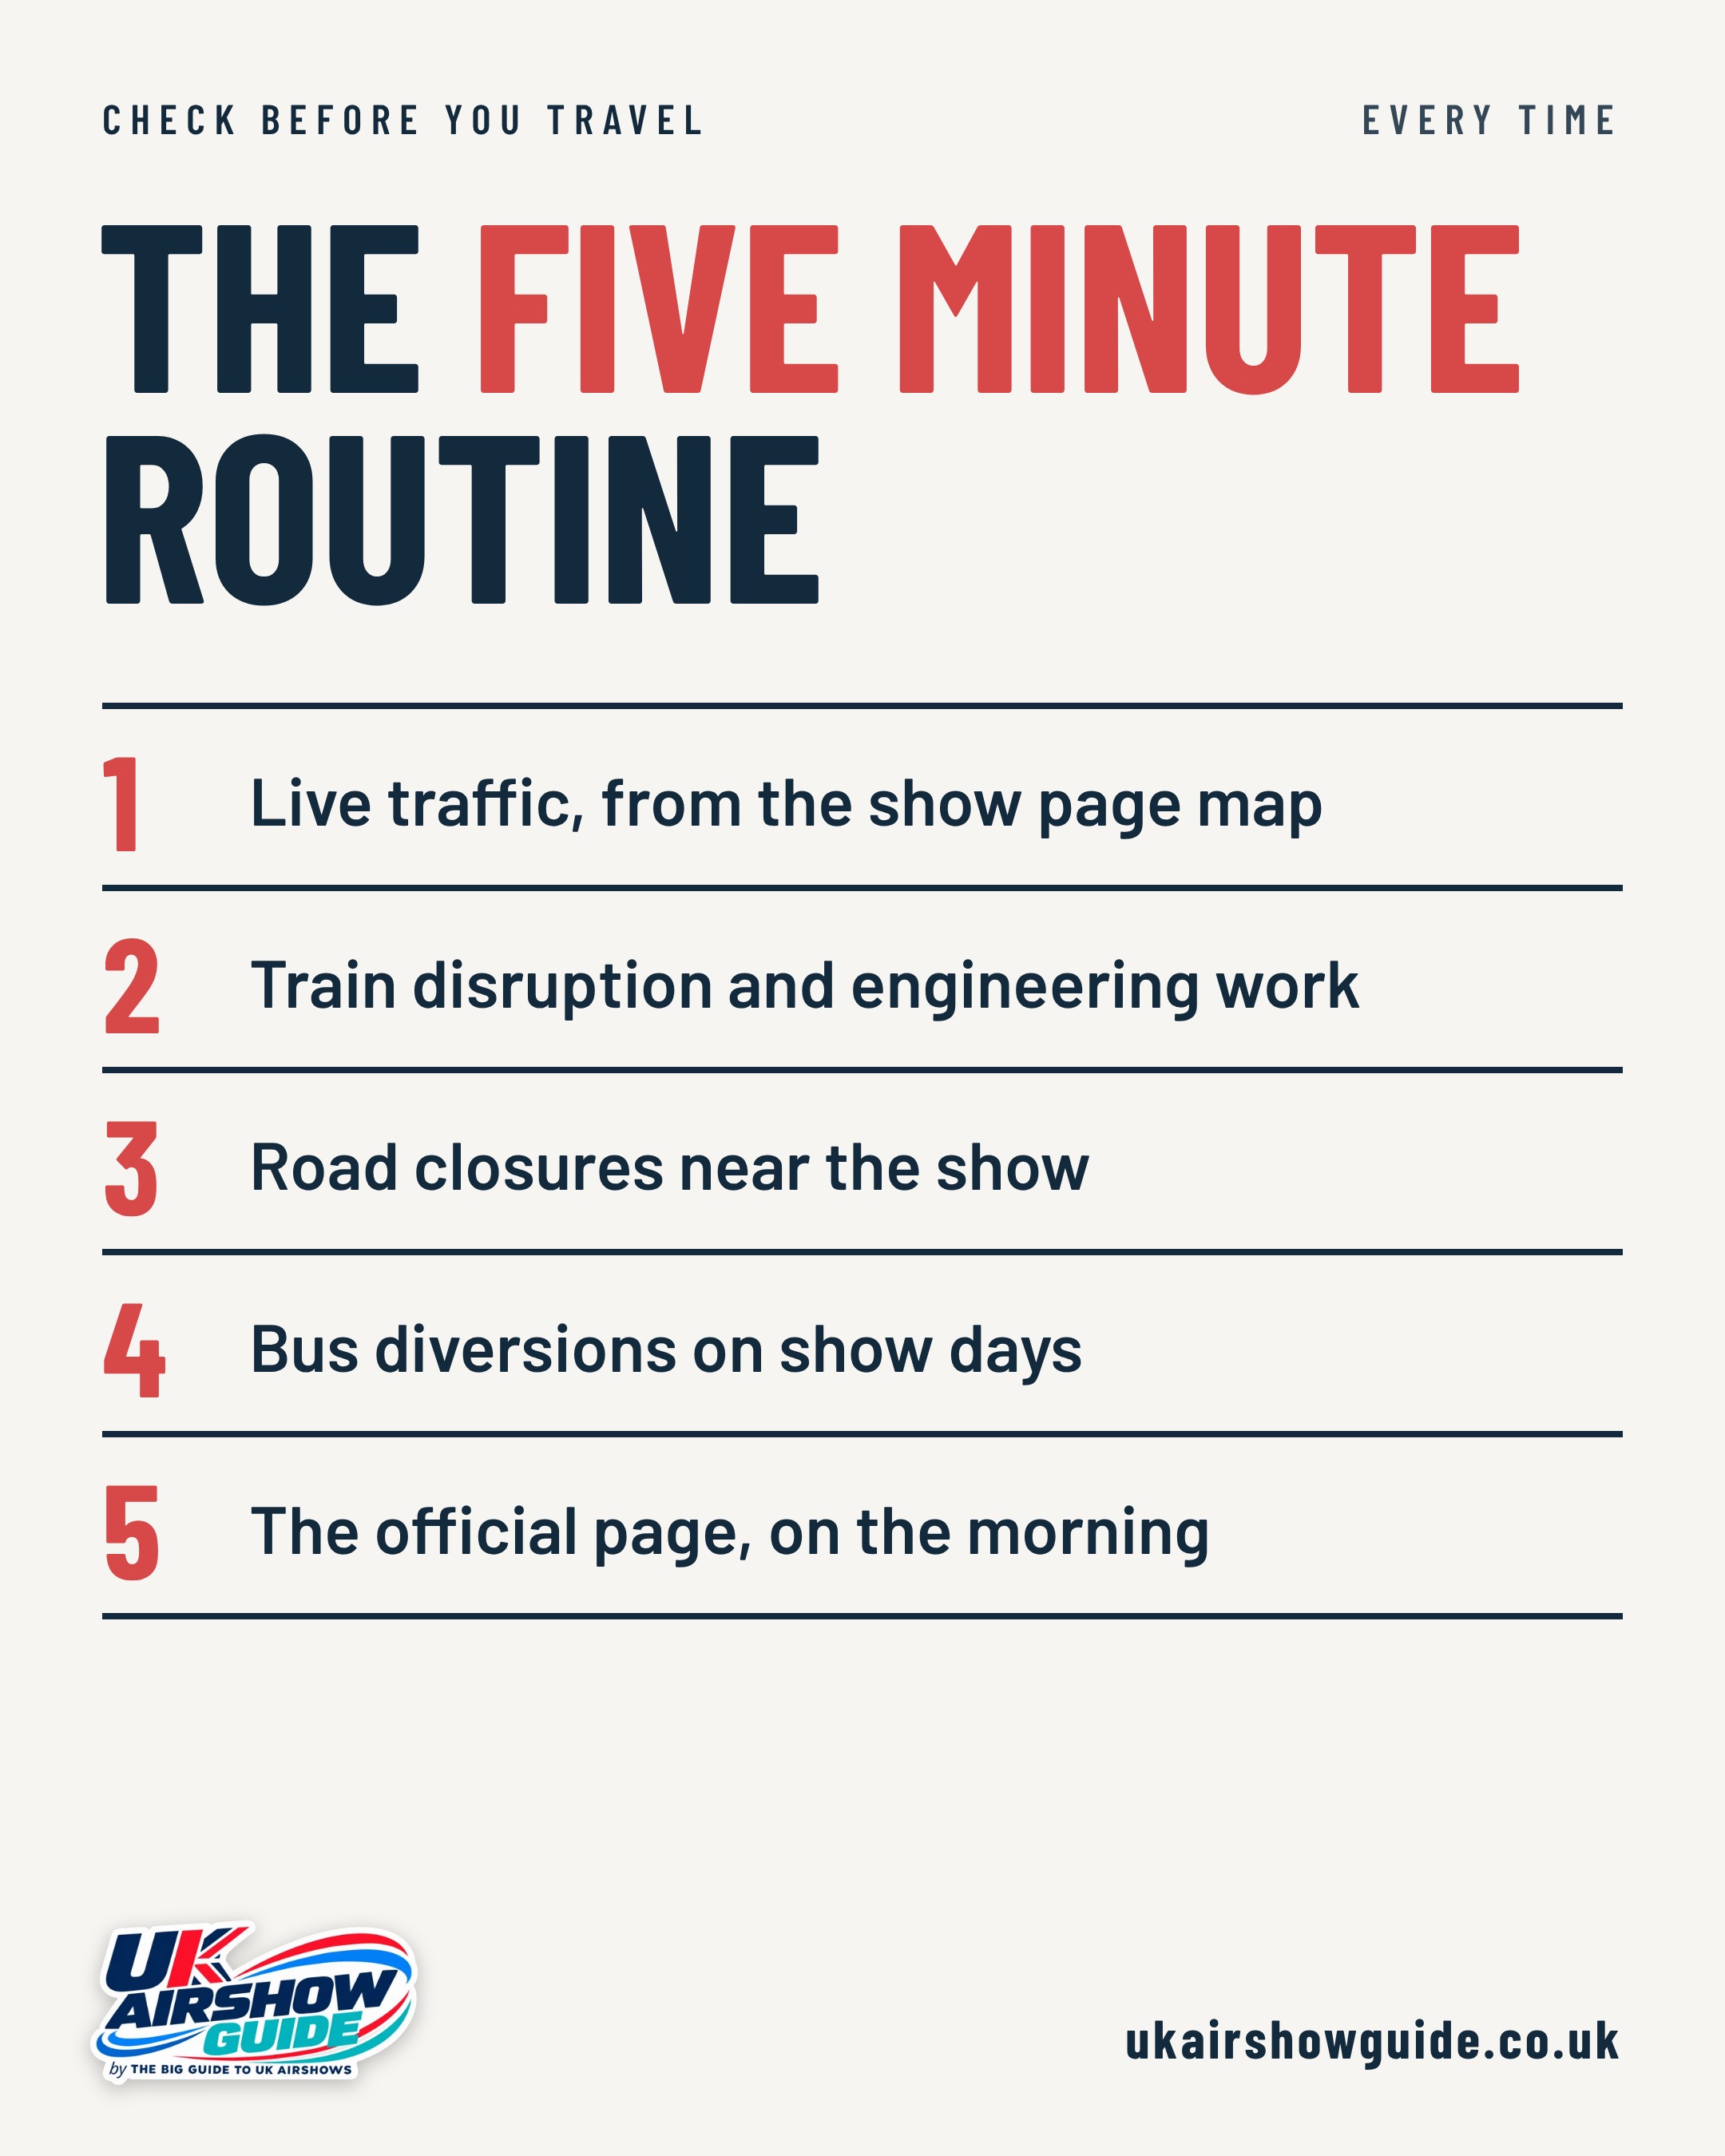 CHECK BEFORE YOU TRAVEL
EVERY TIME
THE FIVE MINUTE
ROUTINE
1 Live traffic, from the show page map
2 Train disruption and engineering work
3 Road closures near the show
4 Bus diversions on show days
5 The official page, on the morning
UK
AIRSHOW
GUIDE
by THE BIG GUIDE TO UK AIRSHOWS
ukairshowguide.co.uk